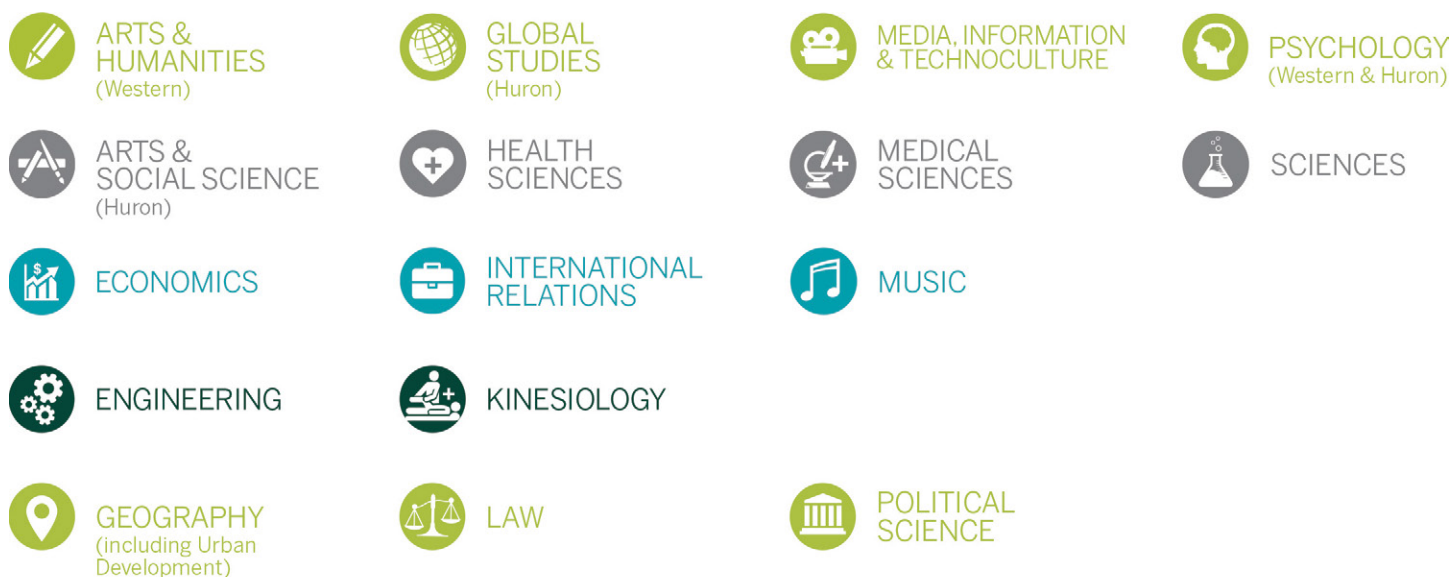 ARTS &
HUMANITIES
(Western)
GLOBAL
STUDIES
(Huron)
MEDIA, INFORMATION
& TECHNOCULTURE
PSYCHOLOGY
(Western & Huron)
ARTS &
SOCIAL SCIENCE
(Huron)
HEALTH
SCIENCES
MEDICAL
SCIENCES
SCIENCES
$
ECONOMICS
INTERNATIONAL
RELATIONS
MUSIC
ENGINEERING
KINESIOLOGY
GEOGRAPHY
(including Urban
Development)
LAW
POLITICAL
SCIENCE